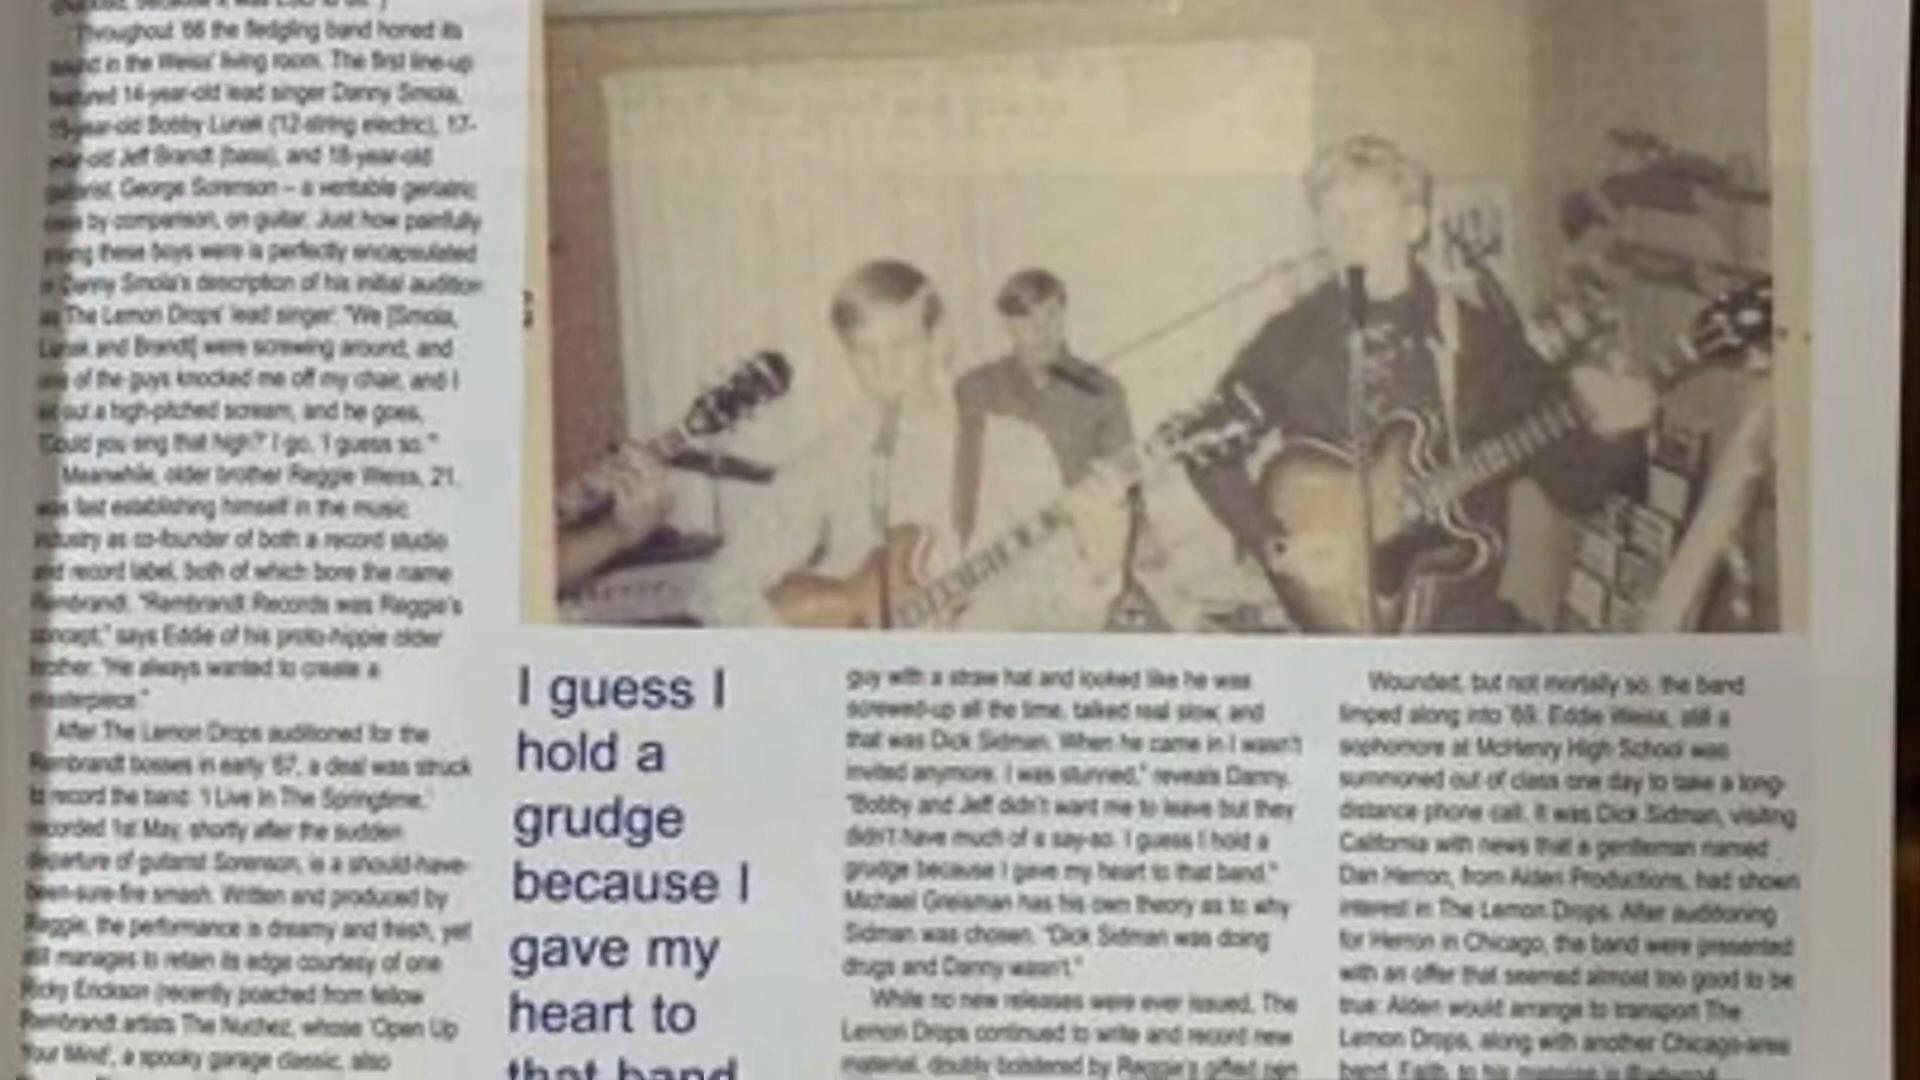 Throughout '66 the fledgling band honed its
sound in the Weiss' living room. The first line-up
featured 14-year-old lead singer Danny Smola,
15-year-old Bobby Lunak (12-string electric), 17-
year-old Jeff Brandt (bass), and 18-year-old
guitarist, George Sorenson – a veritable geriatric
by comparison, on guitar. Just how painfully
young these boys were is perfectly encapsulated
in Danny Smola's description of his initial audition
as The Lemon Drops' lead singer: "We [Smola,
Lunak and Brandt] were screwing around, and
one of the guys knocked me off my chair, and I
let out a high-pitched scream, and he goes,
'Could you sing that high?' I go, 'I guess so.'"
Meanwhile, older brother Reggie Weiss, 21,
was fast establishing himself in the music
industry as co-founder of both a record studio
and record label, both of which bore the name
Rembrandt. "Rembrandt Records was Reggie's
concept," says Eddie of his proto-hippie older
brother. "He always wanted to create a
masterpiece."
After The Lemon Drops auditioned for the
Rembrandt bosses in early '67, a deal was struck
to record the band. 'I Live In The Springtime,'
recorded 1st May, shortly after the sudden
departure of guitarist Sorenson, is a should-have-
been-sure-fire smash. Written and produced by
Reggie, the performance is dreamy and fresh, yet
still manages to retain its edge courtesy of one
Ricky Erickson (recently poached from fellow
Rembrandt artists The Nuchez, whose 'Open Up
Your Mind', a spooky garage classic, also
I guess I
hold a
grudge
because I
gave my
heart to
that band
guy with a straw hat and looked like he was
screwed-up all the time, talked real slow, and
that was Dick Sidman. When he came in I wasn't
invited anymore. I was stunned," reveals Danny.
"Bobby and Jeff didn't want me to leave but they
didn't have much of a say-so. I guess I hold a
grudge because I gave my heart to that band."
Michael Greisman has his own theory as to why
Sidman was chosen. "Dick Sidman was doing
drugs and Danny wasn't."
While no new releases were ever issued, The
Lemon Drops continued to write and record new
material, doubly bolstered by Reggie's gifted pen
Wounded, but not mortally so, the band
limped along into '69. Eddie Weiss, still a
sophomore at McHenry High School was
summoned out of class one day to take a long-
distance phone call. It was Dick Sidman, visiting
California with news that a gentleman named
Dan Herron, from Alden Productions, had shown
interest in The Lemon Drops. After auditioning
for Herron in Chicago, the band were presented
with an offer that seemed almost too good to be
true: Alden would arrange to transport The
Lemon Drops, along with another Chicago-area
band, Faith, to his